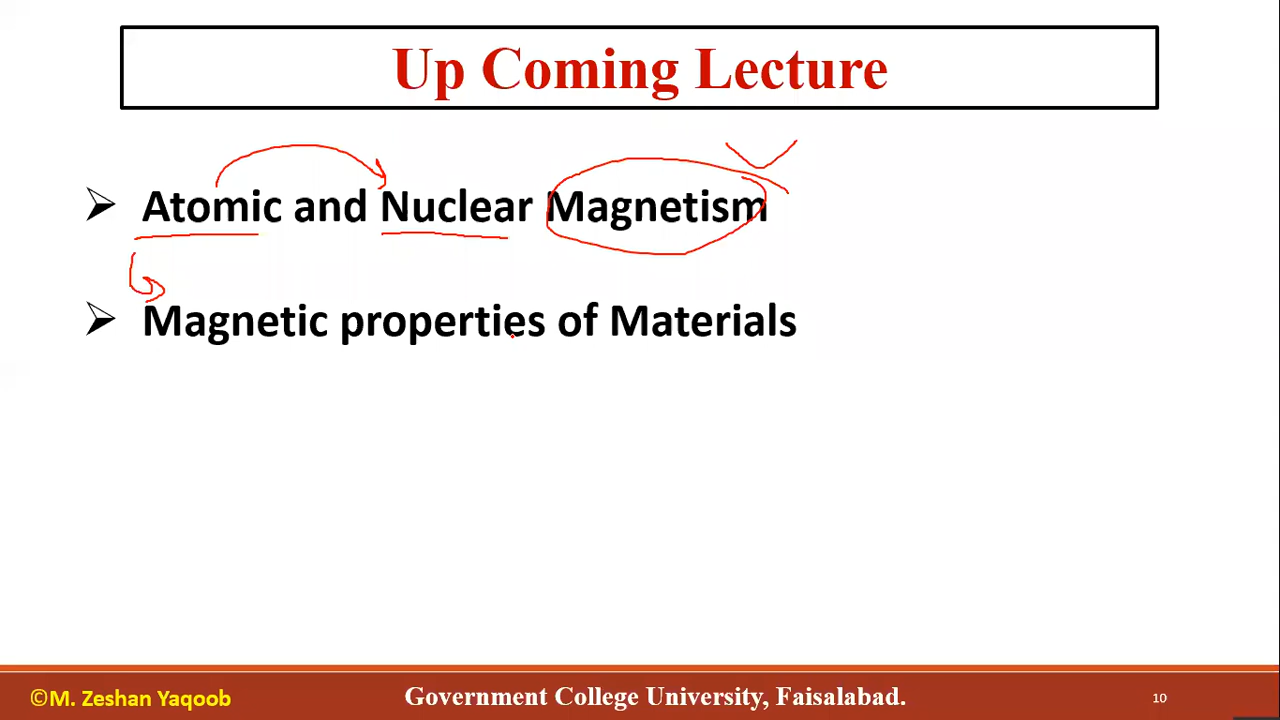 Up Coming Lecture
➢ Atomic and Nuclear Magnetism
➢ Magnetic properties of Materials
©M. Zeshan Yaqoob
Government College University, Faisalabad.
10